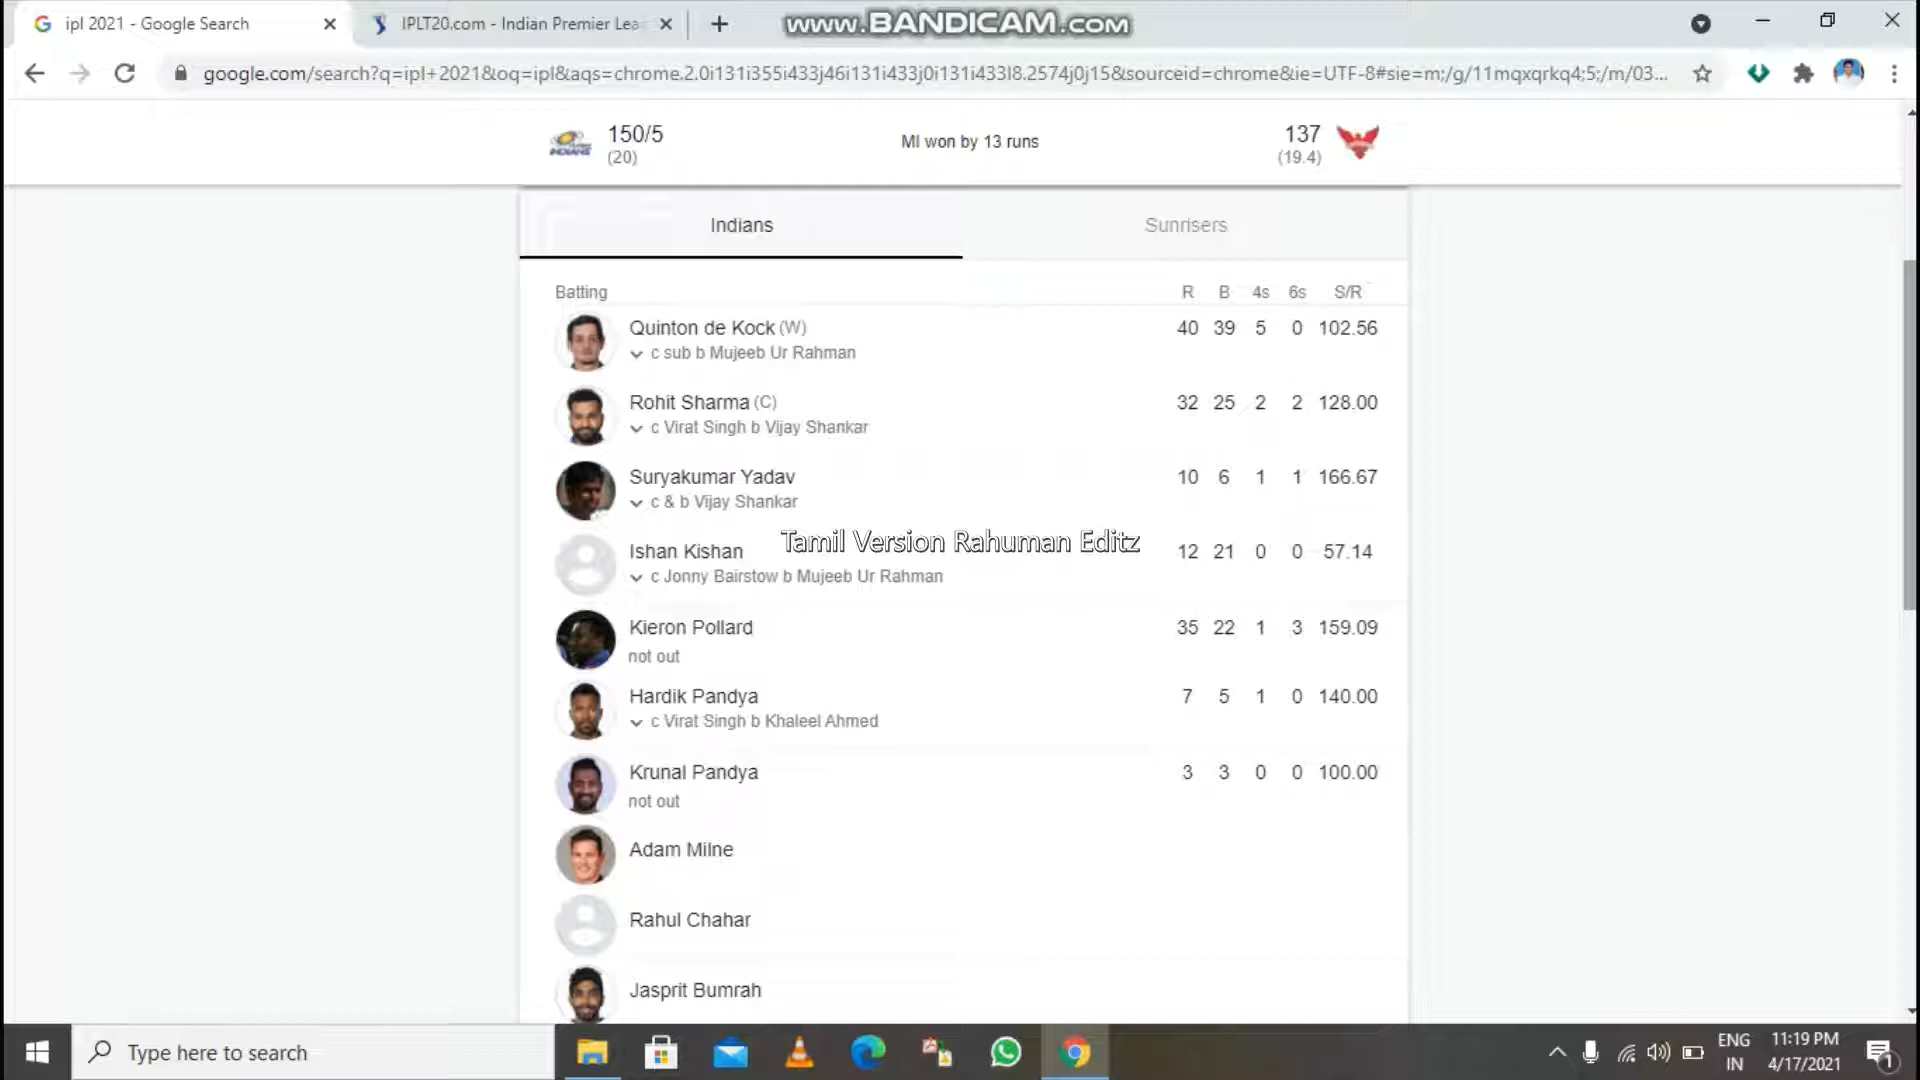 ipl 2021 - Google Search
IPLT20.com - Indian Premier Lea
www.BANDICAM.com
google.com/search?q=ipl+2021&oq=ipl&aqs=chrome.2.0i131i355i433j46i131i433j0i131i433l8.2574j0j15&sourceid=chrome&ie=UTF-8#sie=m;/g/11mqxqrkq4;5;/m/03...
150/5
(20)
MI won by 13 runs
137
(19.4)
Indians Sunrisers
Batting R B 4s 6s S/R
Quinton de Kock (W) 40 39 5 0 102.56
c sub b Mujeeb Ur Rahman
Rohit Sharma (C) 32 25 2 2 128.00
c Virat Singh b Vijay Shankar
Suryakumar Yadav 10 6 1 1 166.67
c & b Vijay Shankar
Tamil Version Rahuman Editz
Ishan Kishan 12 21 0 0 57.14
c Jonny Bairstow b Mujeeb Ur Rahman
Kieron Pollard 35 22 1 3 159.09
not out
Hardik Pandya 7 5 1 0 140.00
c Virat Singh b Khaleel Ahmed
Krunal Pandya 3 3 0 0 100.00
not out
Adam Milne
Rahul Chahar
Jasprit Bumrah
Type here to search
ENG
IN
11:19 PM
4/17/2021
1